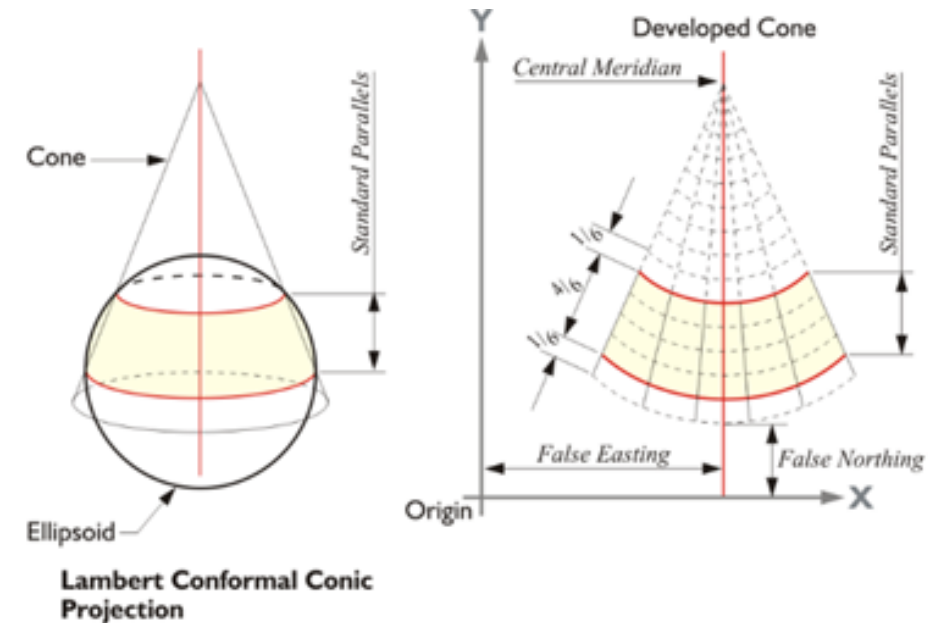 Y
Developed Cone
Central Meridian
Cone
Standard Parallels
Standard Parallels
1/6
4/6
1/6
False Easting
False Northing
Origin
X
Ellipsoid
Lambert Conformal Conic
Projection